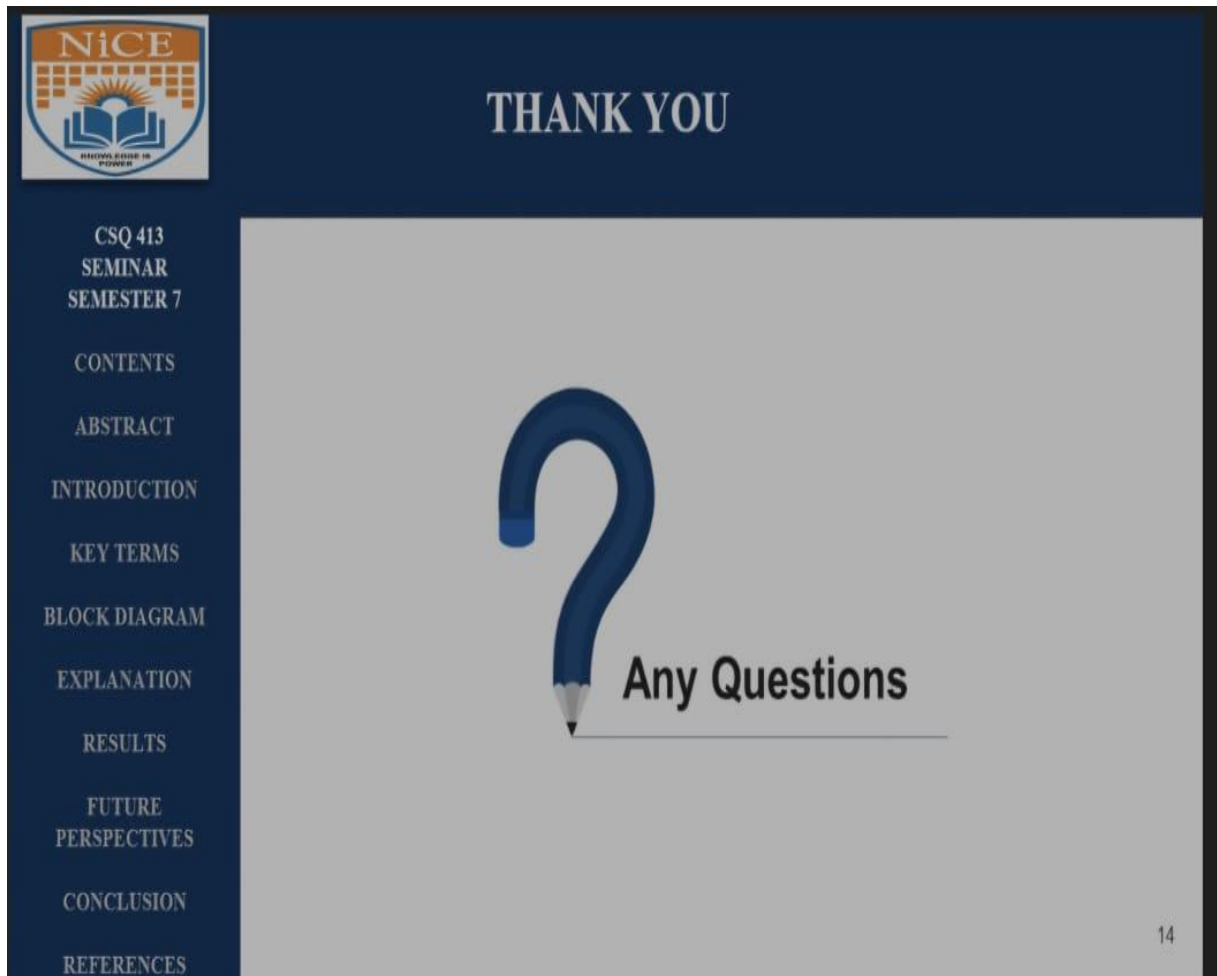 NiCE
KNOWLEDGE IS
POWER
THANK YOU
CSQ 413
SEMINAR
SEMESTER 7
CONTENTS
ABSTRACT
INTRODUCTION
KEY TERMS
BLOCK DIAGRAM
EXPLANATION
RESULTS
FUTURE
PERSPECTIVES
CONCLUSION
REFERENCES
Any Questions
14